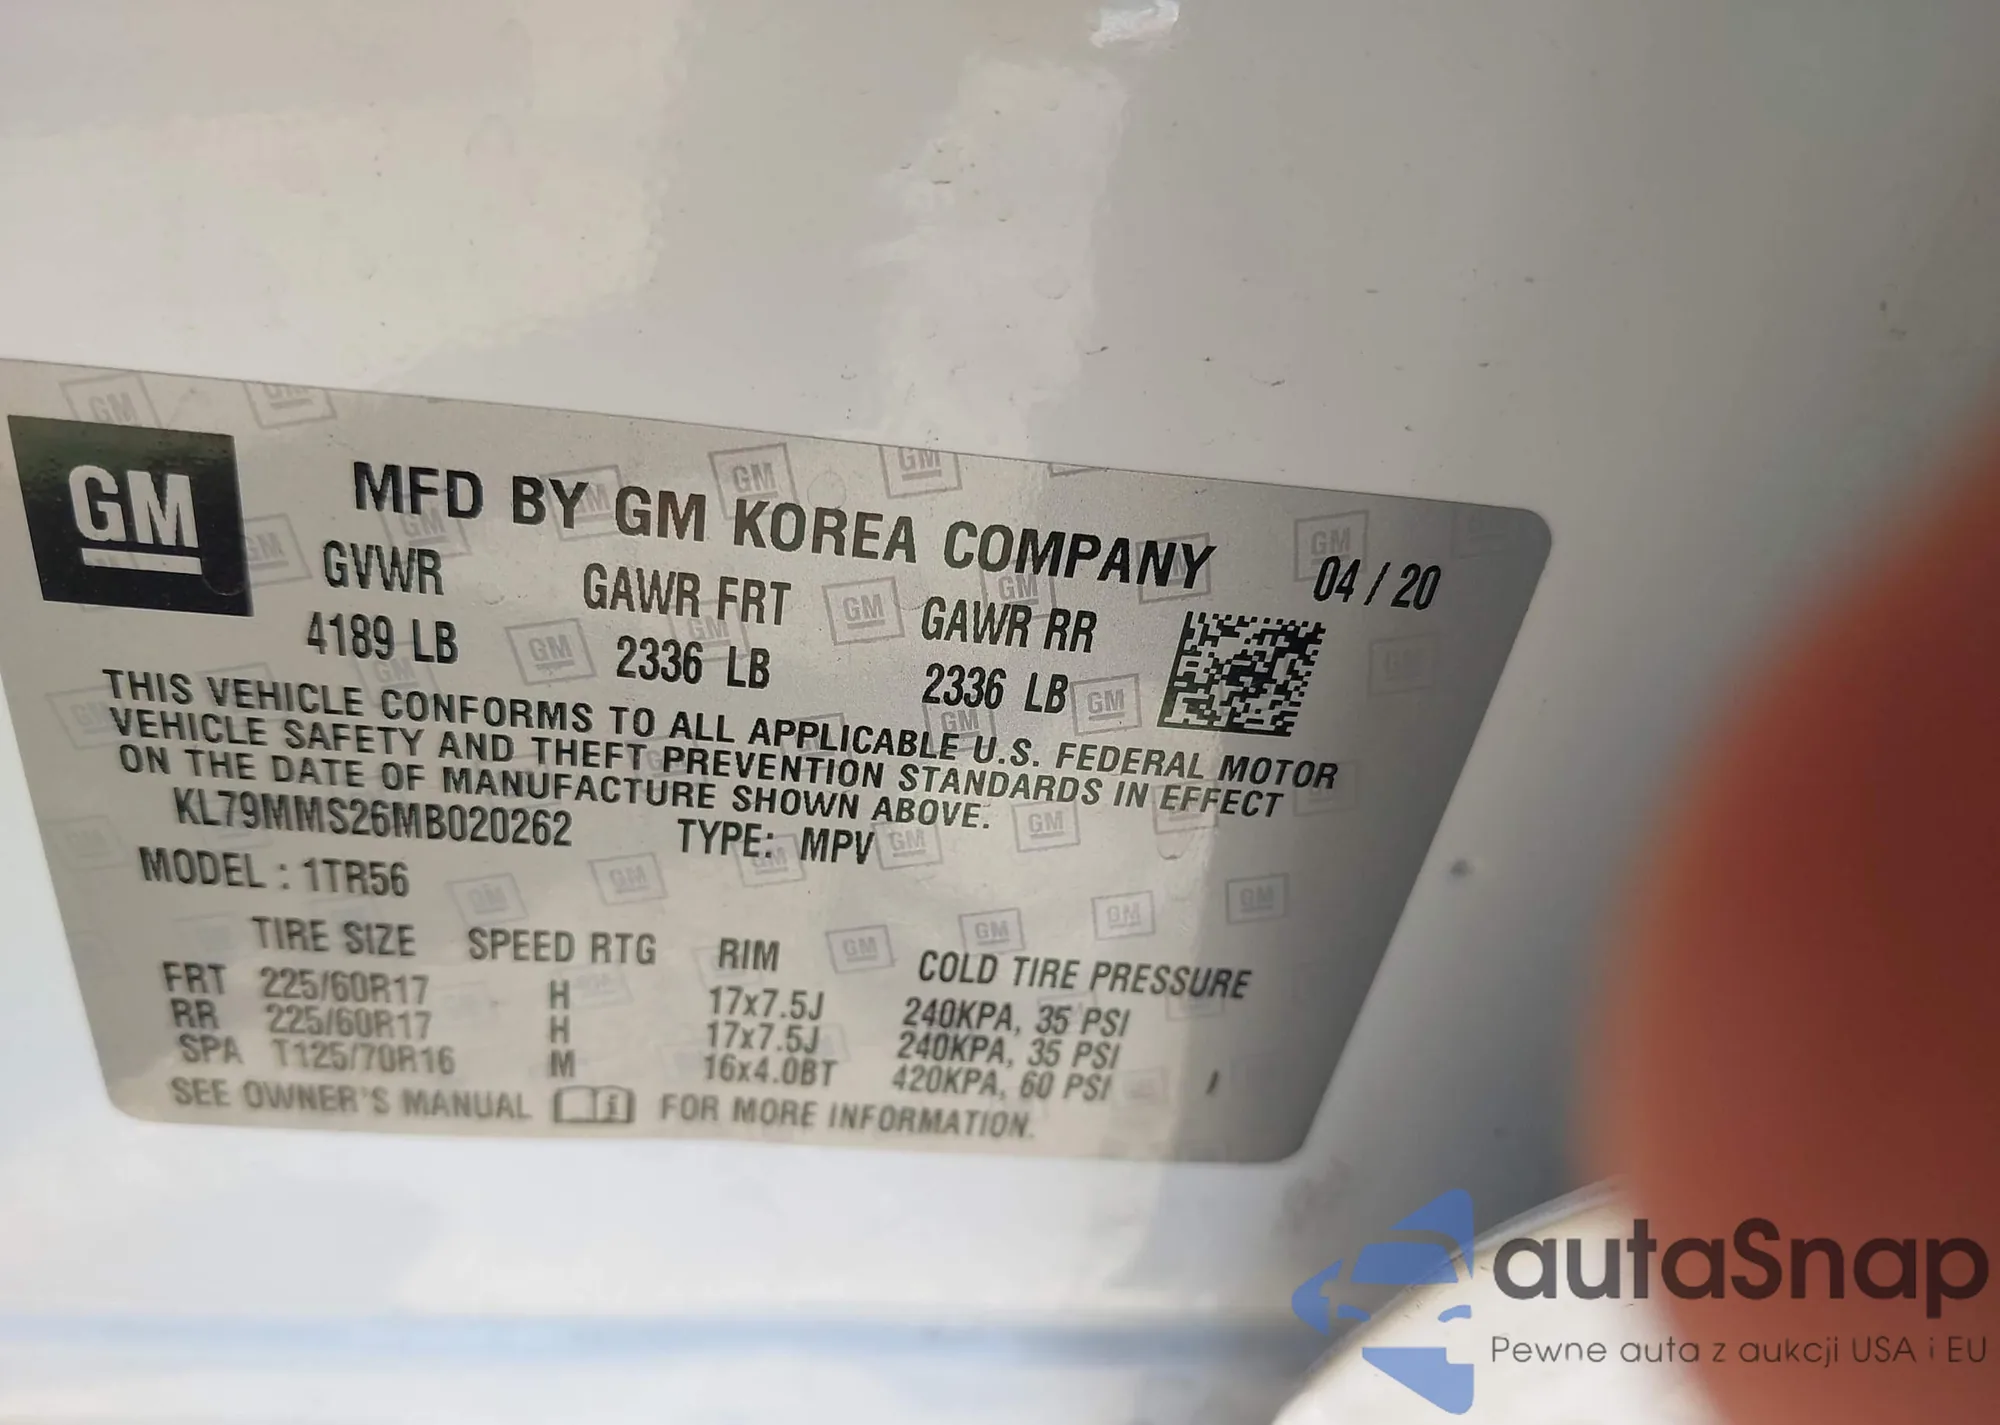 GM
MFD BY GM KOREA COMPANY
04 / 20
GVWR GAWR FRT GAWR RR
4189 LB 2336 LB 2336 LB
THIS VEHICLE CONFORMS TO ALL APPLICABLE U.S. FEDERAL MOTOR
VEHICLE SAFETY AND THEFT PREVENTION STANDARDS IN EFFECT
ON THE DATE OF MANUFACTURE SHOWN ABOVE.
KL79MMS26MB020262 TYPE: MPV
MODEL : 1TR56
TIRE SIZE SPEED RTG RIM COLD TIRE PRESSURE
FRT 225/60R17 H 17x7.5J 240KPA, 35 PSI
RR 225/60R17 H 17x7.5J 240KPA, 35 PSI
SPA T125/70R16 M 16x4.0BT 420KPA, 60 PSI
SEE OWNER'S MANUAL FOR MORE INFORMATION.
autaSnap
Pewne auta z aukcji USA i EU